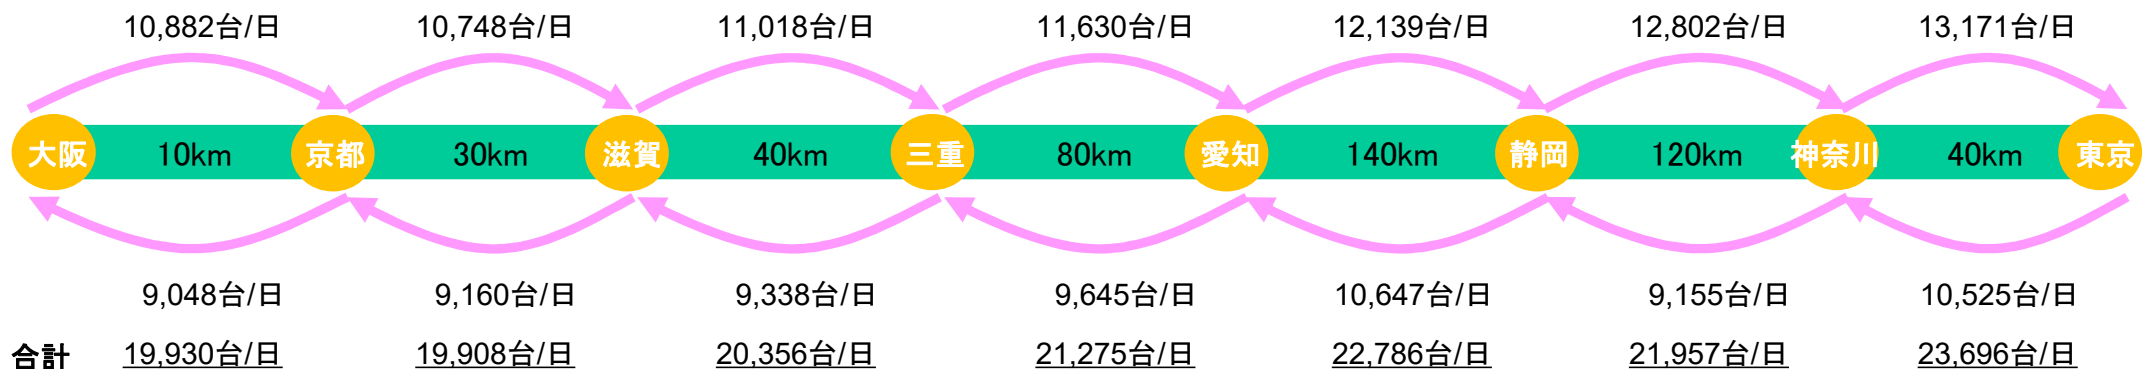 10,882台/日 10,748台/日 11,018台/日 11,630台/日 12,139台/日 12,802台/日 13,171台/日
大阪 10km 京都 30km 滋賀 40km 三重 80km 愛知 140km 静岡 120km 神奈川 40km 東京
9,048台/日 9,160台/日 9,338台/日 9,645台/日 10,647台/日 9,155台/日 10,525台/日
合計 19,930台/日 19,908台/日 20,356台/日 21,275台/日 22,786台/日 21,957台/日 23,696台/日